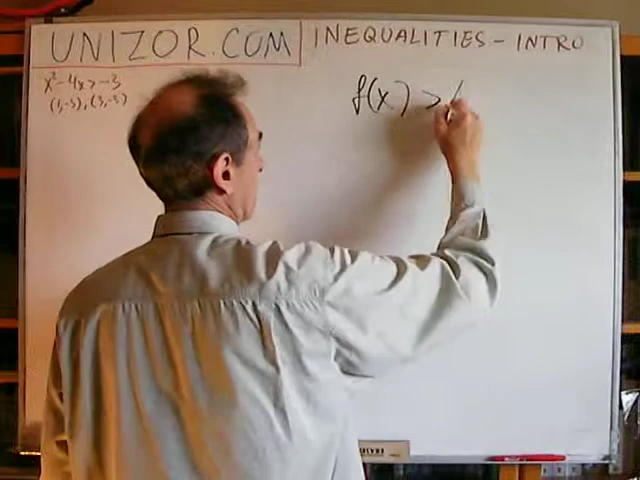 UNIZOR.COM
INEQUALITIES - INTRO
x² - 4x > -3
(1,-3), (3,-3)
f(x) >